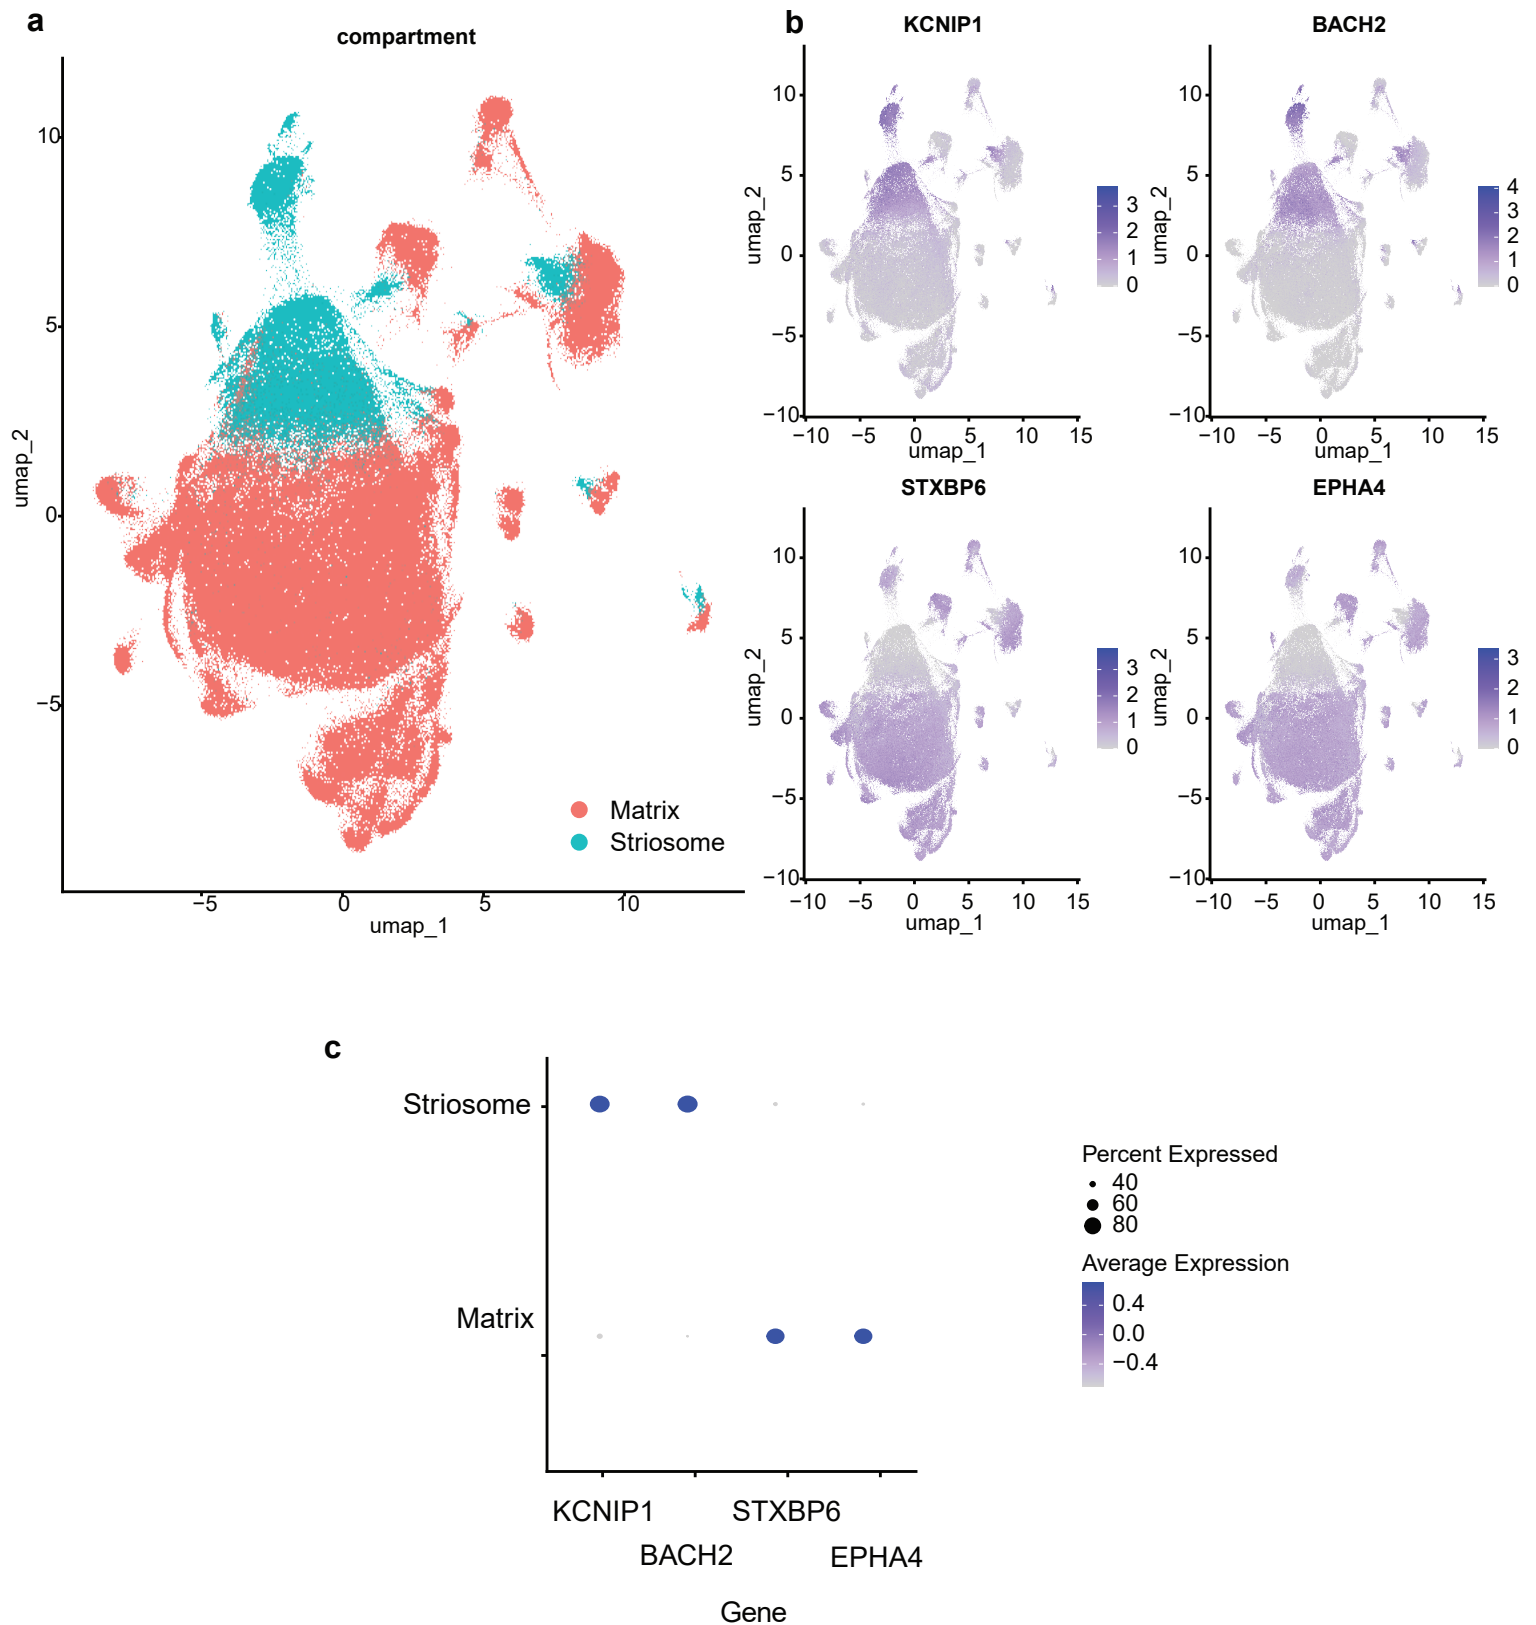 a
compartment
umap_2
10
5
0
−5
−5
0
5
10
umap_1
Matrix
Striosome
b
KCNIP1
umap_2
10
5
0
−5
−10
−10
−5
0
5
10
15
umap_1
3
2
1
0
BACH2
umap_2
10
5
0
−5
−10
−10
−5
0
5
10
15
umap_1
4
3
2
1
0
STXBP6
umap_2
10
5
0
−5
−10
−10
−5
0
5
10
15
umap_1
3
2
1
0
EPHA4
umap_2
10
5
0
−5
−10
−10
−5
0
5
10
15
umap_1
3
2
1
0
c
Striosome
Matrix
KCNIP1
BACH2
STXBP6
EPHA4
Gene
Percent Expressed
40
60
80
Average Expression
0.4
0.0
−0.4